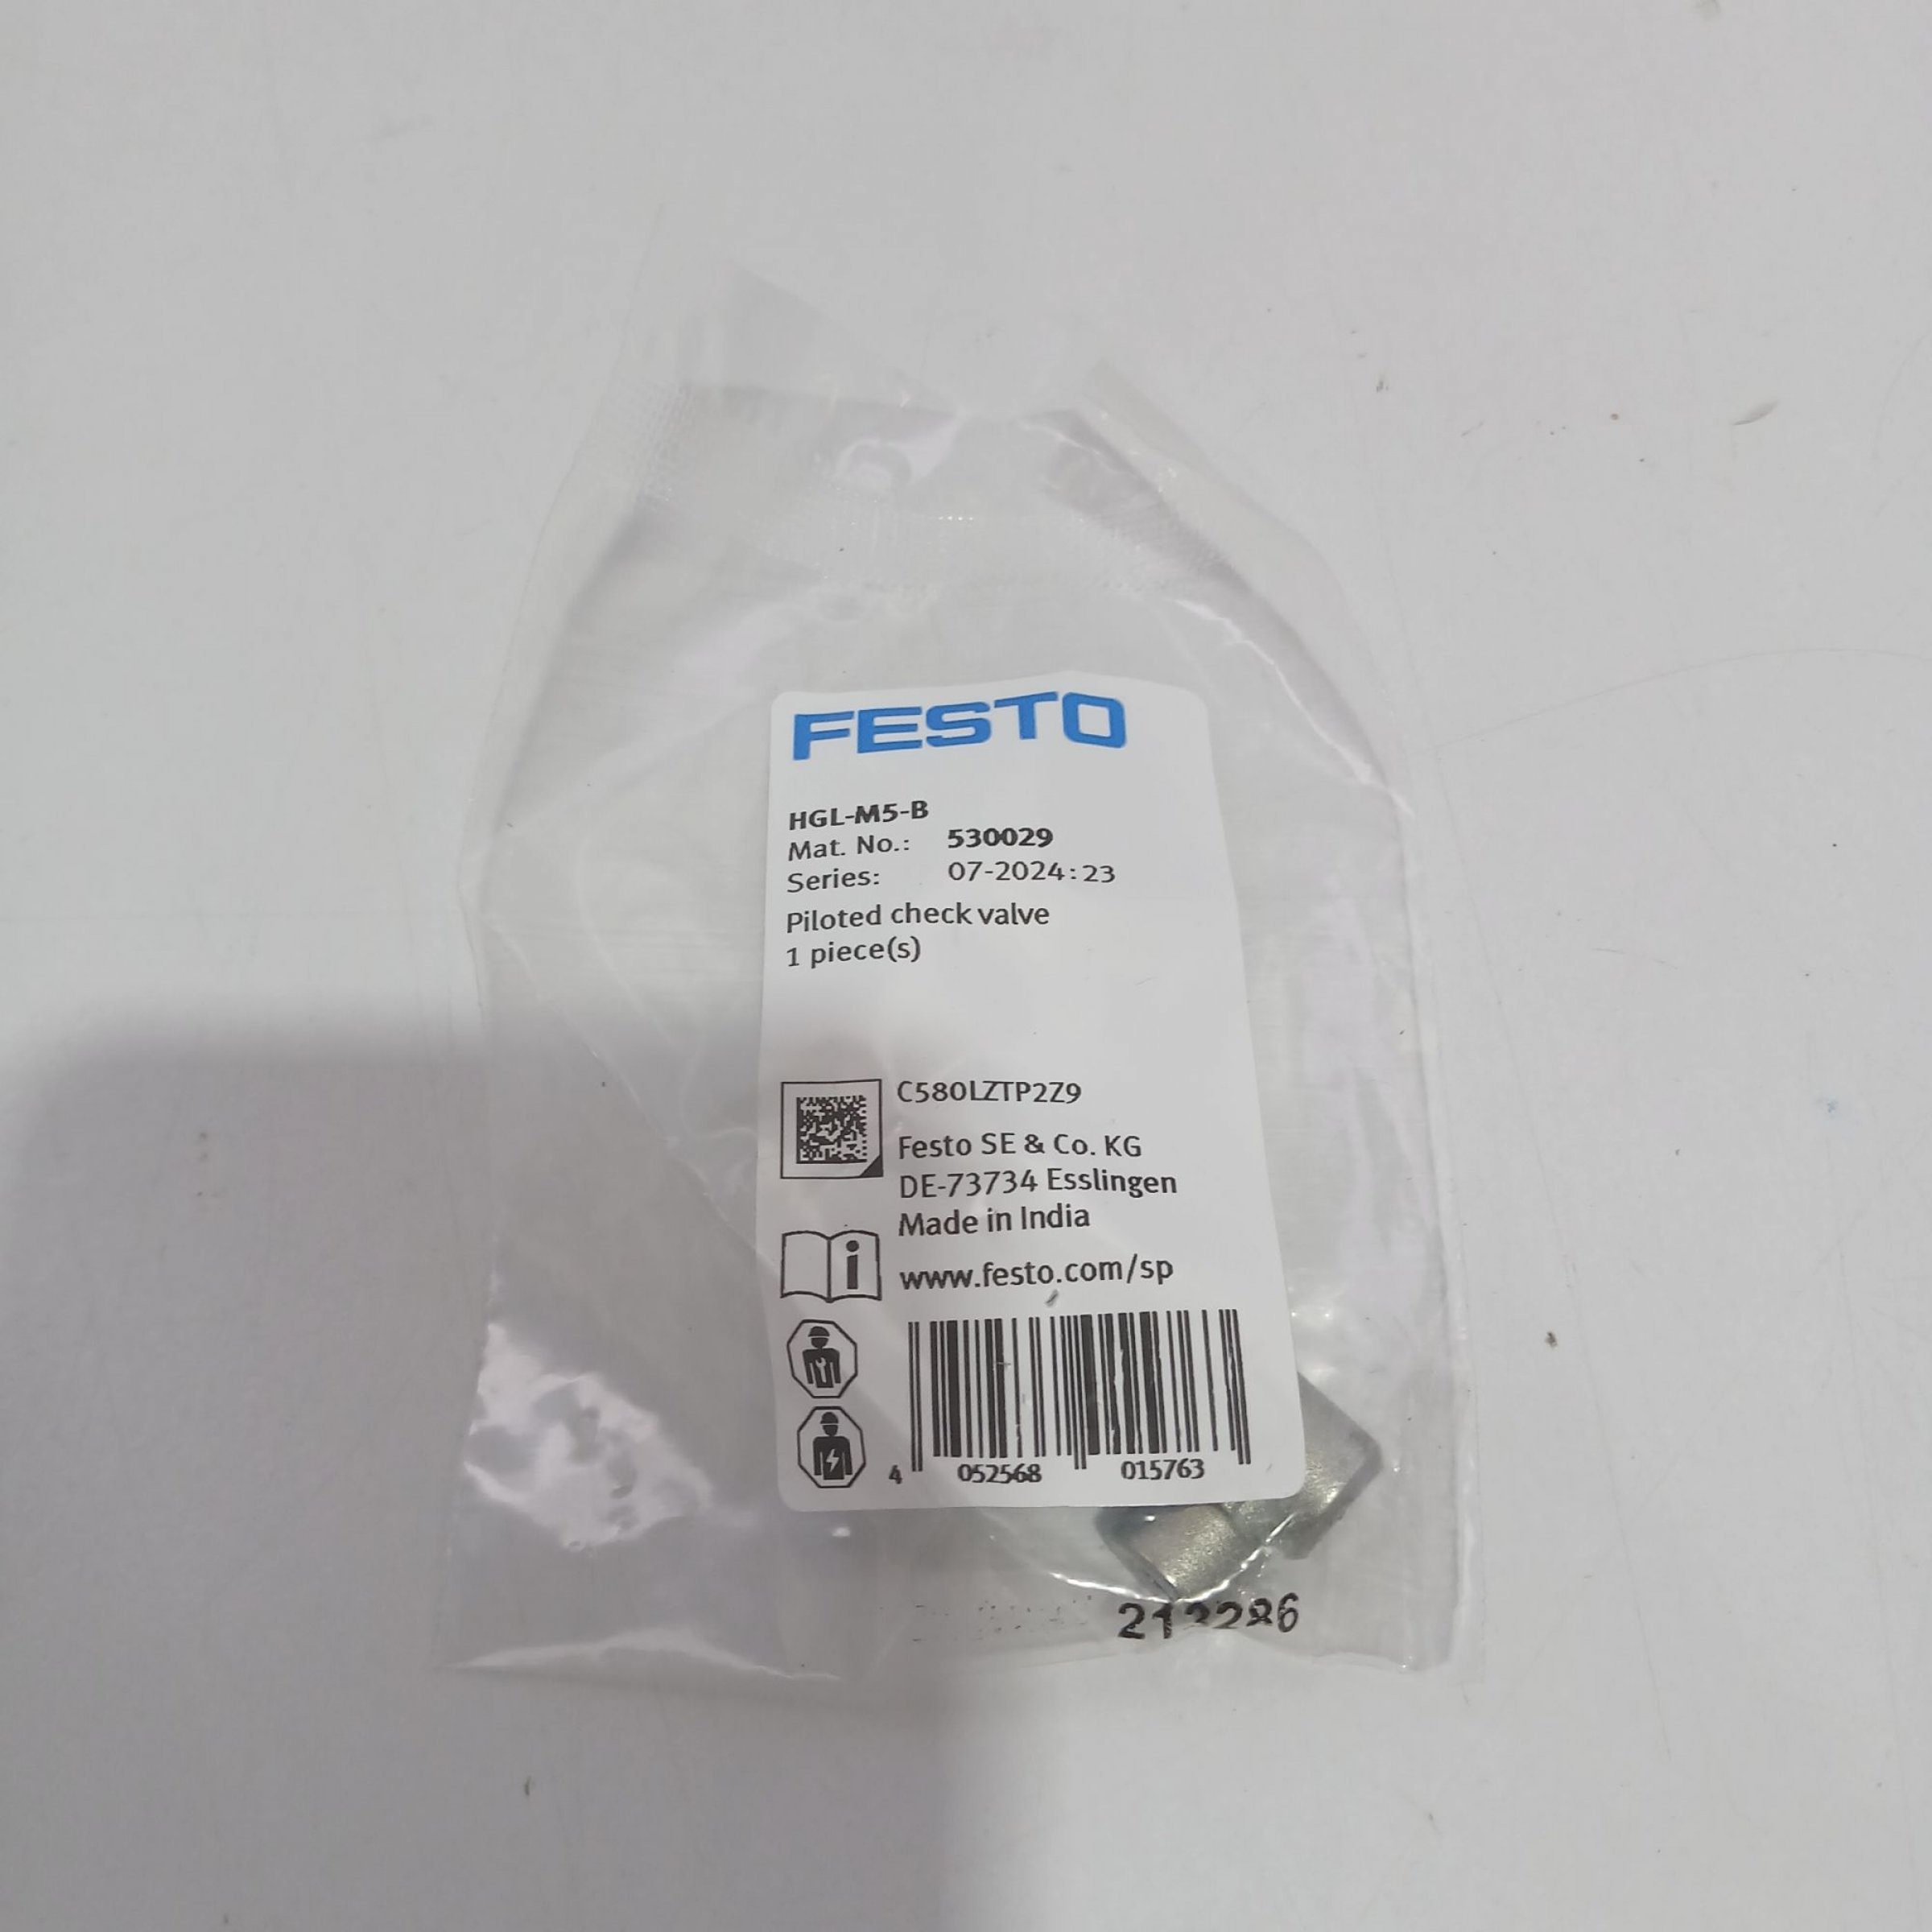 FESTO
HGL-M5-B
Mat. No.: 530029
Series: 07-2024:23
Piloted check valve
1 piece(s)
C580LZTP2Z9
Festo SE & Co. KG
DE-73734 Esslingen
Made in India
www.festo.com/sp
4 052568 015763